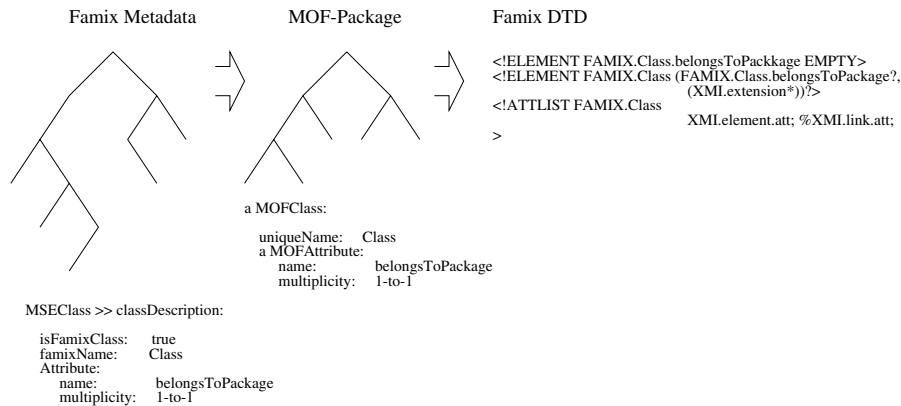 Famix Metadata
MOF-Package
Famix DTD
<!ELEMENT FAMIX.Class.belongsToPackkage EMPTY>
<!ELEMENT FAMIX.Class (FAMIX.Class.belongsToPackage?,
(XMI.extension*))?>
<!ATTLIST FAMIX.Class
XMI.element.att; %XMI.link.att;
>
a MOFClass:
uniqueName: Class
a MOFAttribute:
name: belongsToPackage
multiplicity: 1-to-1
MSEClass >> classDescription:
isFamixClass: true
famixName: Class
Attribute:
name: belongsToPackage
multiplicity: 1-to-1